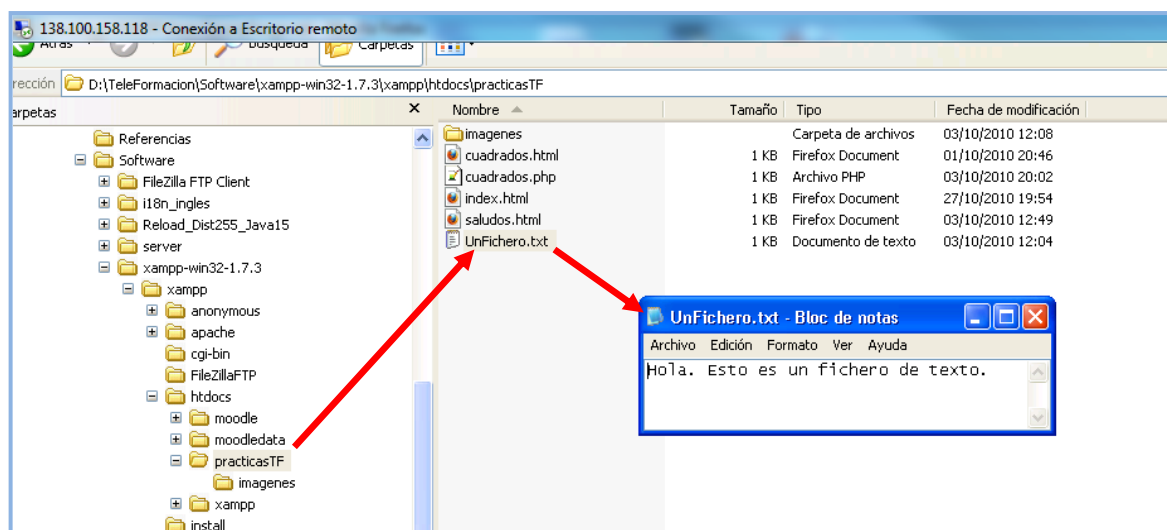 138.100.158.118 - Conexión a Escritorio remoto
Atrás Búsqueda Carpetas
rección D:\TeleFormacion\Software\xampp-win32-1.7.3\xampp\htdocs\practicasTF
arpetas
Referencias
Software
FileZilla FTP Client
i18n_ingles
Reload_Dist255_Java15
server
xampp-win32-1.7.3
xampp
anonymous
apache
cgi-bin
FileZillaFTP
htdocs
moodle
moodledata
practicasTF
imagenes
xampp
install
Nombre Tamaño Tipo Fecha de modificación
imagenes Carpeta de archivos 03/10/2010 12:08
cuadrados.html 1 KB Firefox Document 01/10/2010 20:46
cuadrados.php 1 KB Archivo PHP 03/10/2010 20:02
index.html 1 KB Firefox Document 27/10/2010 19:54
saludos.html 1 KB Firefox Document 03/10/2010 12:49
UnFichero.txt 1 KB Documento de texto 03/10/2010 12:04
UnFichero.txt - Bloc de notas
Archivo Edición Formato Ver Ayuda
Hola. Esto es un fichero de texto.